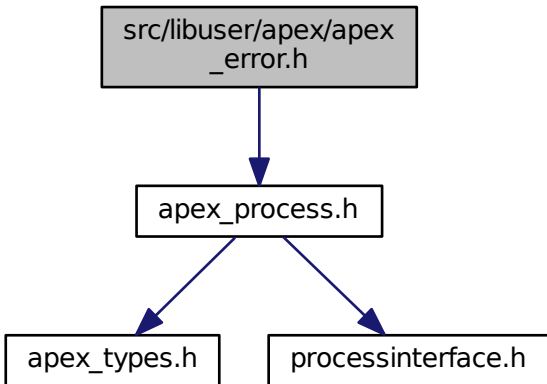 src/libuser/apex/apex
_error.h
apex_process.h
apex_types.h
processinterface.h